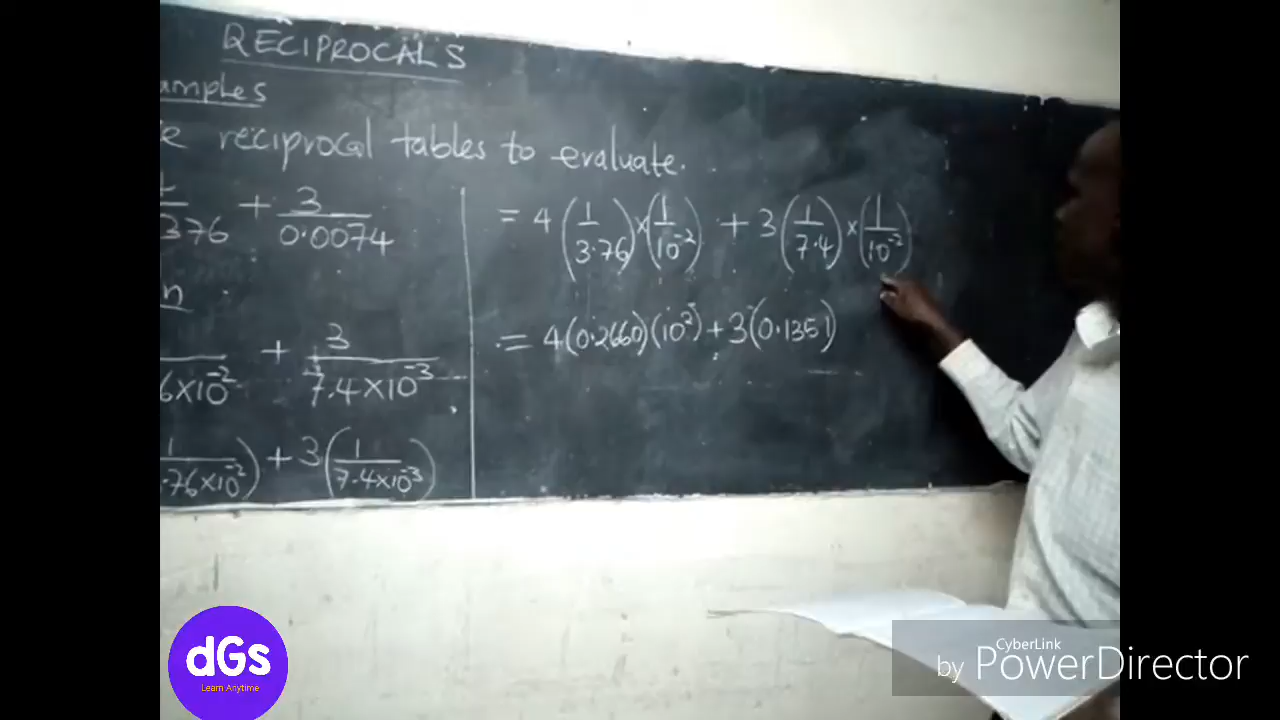 RECIPROCALS
amples
e reciprocal tables to evaluate.
376 + 3/0.0074
n
6×10⁻² + 3/7.4×10⁻³
1/.76×10⁻²) + 3(1/7.4×10⁻³)
= 4(1/3.76)×(1/10⁻²) + 3(1/7.4)×(1/10⁻²)
= 4(0.2660)(10²) + 3(0.1351)
dGs
Learn Anytime
CyberLink
by PowerDirector